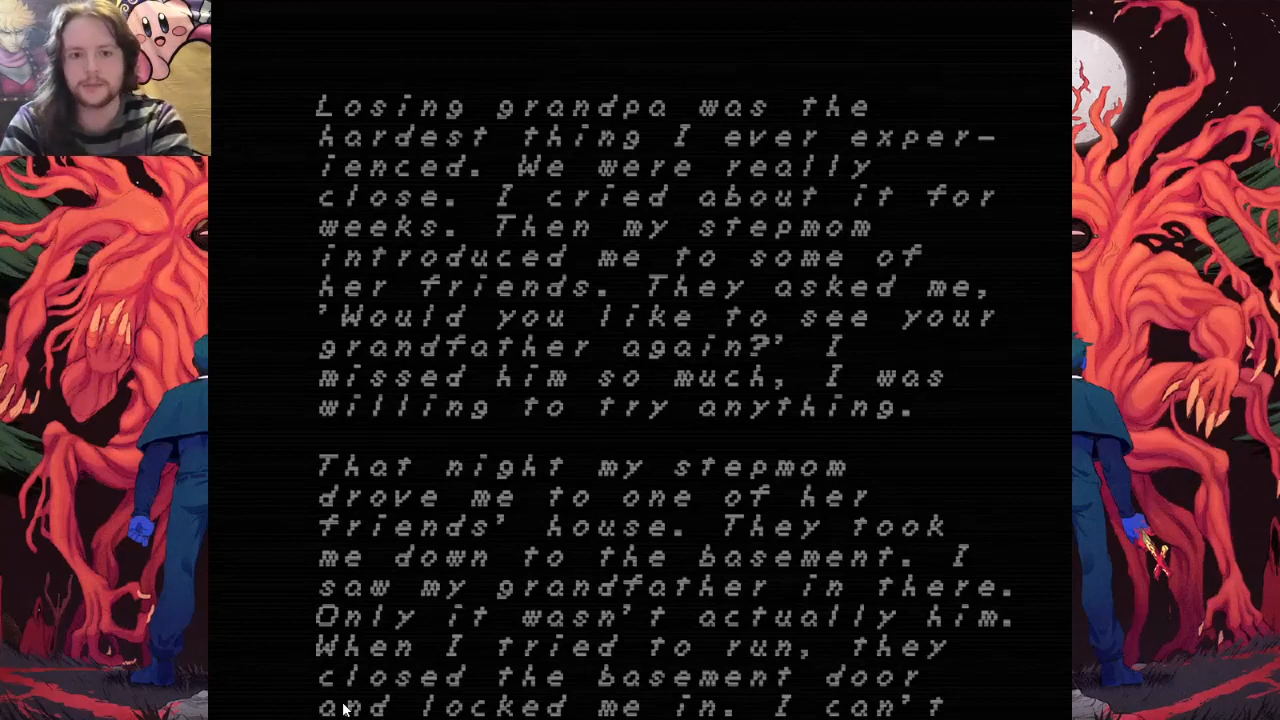 Losing grandpa was the
hardest thing I ever exper-
ienced. We were really
close. I cried about it for
weeks. Then my stepmom
introduced me to some of
her friends. They asked me,
'Would you like to see your
grandfather again?' I
missed him so much, I was
willing to try anything.
That night my stepmom
drove me to one of her
friends' house. They took
me down to the basement. I
saw my grandfather in there.
Only it wasn't actually him.
When I tried to run, they
closed the basement door
and locked me in. I can't